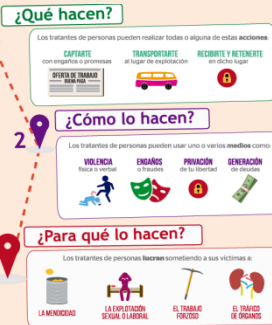 ¿Qué hacen?
Los tratantes de personas pueden realizar todas o alguna de estas acciones:
CAPTARTE
con engaños o promesas
TRANSPORTARTE
al lugar de explotación
RECIBIRTE Y RETENERTE
en dicho lugar
OFERTA DE TRABAJO
BUENA PAGA
2
¿Cómo lo hacen?
Los tratantes de personas pueden usar uno o varios medios como:
VIOLENCIA
física o verbal
ENGAÑOS
o fraudes
PRIVACIÓN
de tu libertad
GENERACIÓN
de deudas
¿Para qué lo hacen?
Los tratantes de personas lucran sometiendo a sus víctimas a:
LA MENDICIDAD
LA EXPLOTACIÓN
SEXUAL O LABORAL
EL TRABAJO
FORZOSO
EL TRÁFICO
DE ÓRGANOS